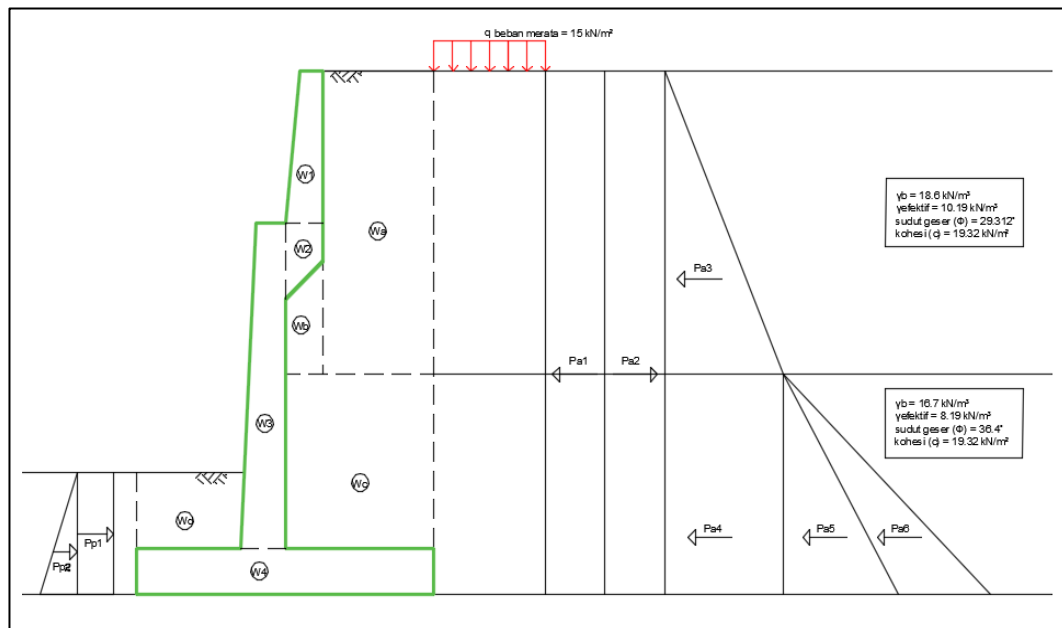 q beban merata = 15 kN/m²
W1
W2
Wa
Wb
W3
Wc
Wd
W4
Pp1
Pa1
Pa2
Pa3
Pa4
Pa5
Pa6
γb = 18.6 kN/m³
γefektif = 10.19 kN/m³
sudut geser (Φ) = 29.312°
kohesi (c) = 19.32 kN/m²
γb = 16.7 kN/m³
γefektif = 8.19 kN/m³
sudut geser (Φ) = 36.4°
kohesi (c) = 19.32 kN/m²